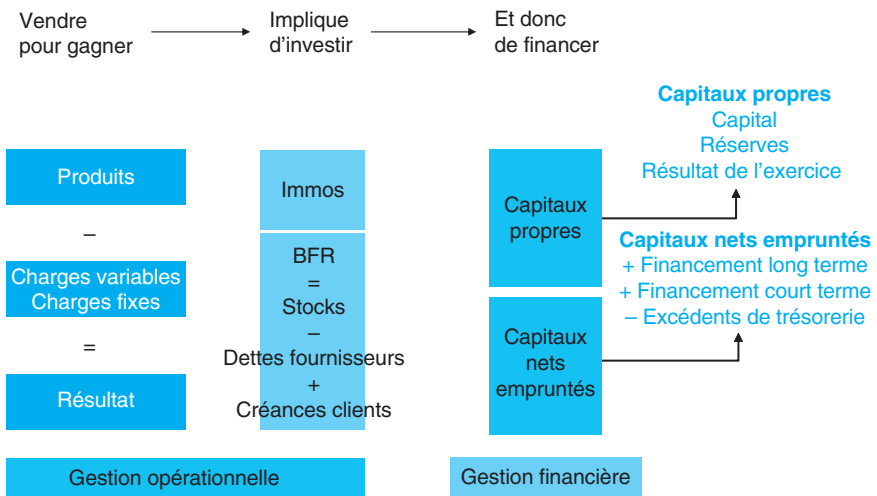 Vendre
pour gagner
Implique
d'investir
Et donc
de financer
Produits
–
Charges variables
Charges fixes
=
Résultat
Immos
BFR
=
Stocks
–
Dettes fournisseurs
+
Créances clients
Capitaux
propres
Capitaux
nets
empruntés
Capitaux propres
Capital
Réserves
Résultat de l'exercice
Capitaux nets empruntés
+ Financement long terme
+ Financement court terme
– Excédents de trésorerie
Gestion opérationnelle
Gestion financière